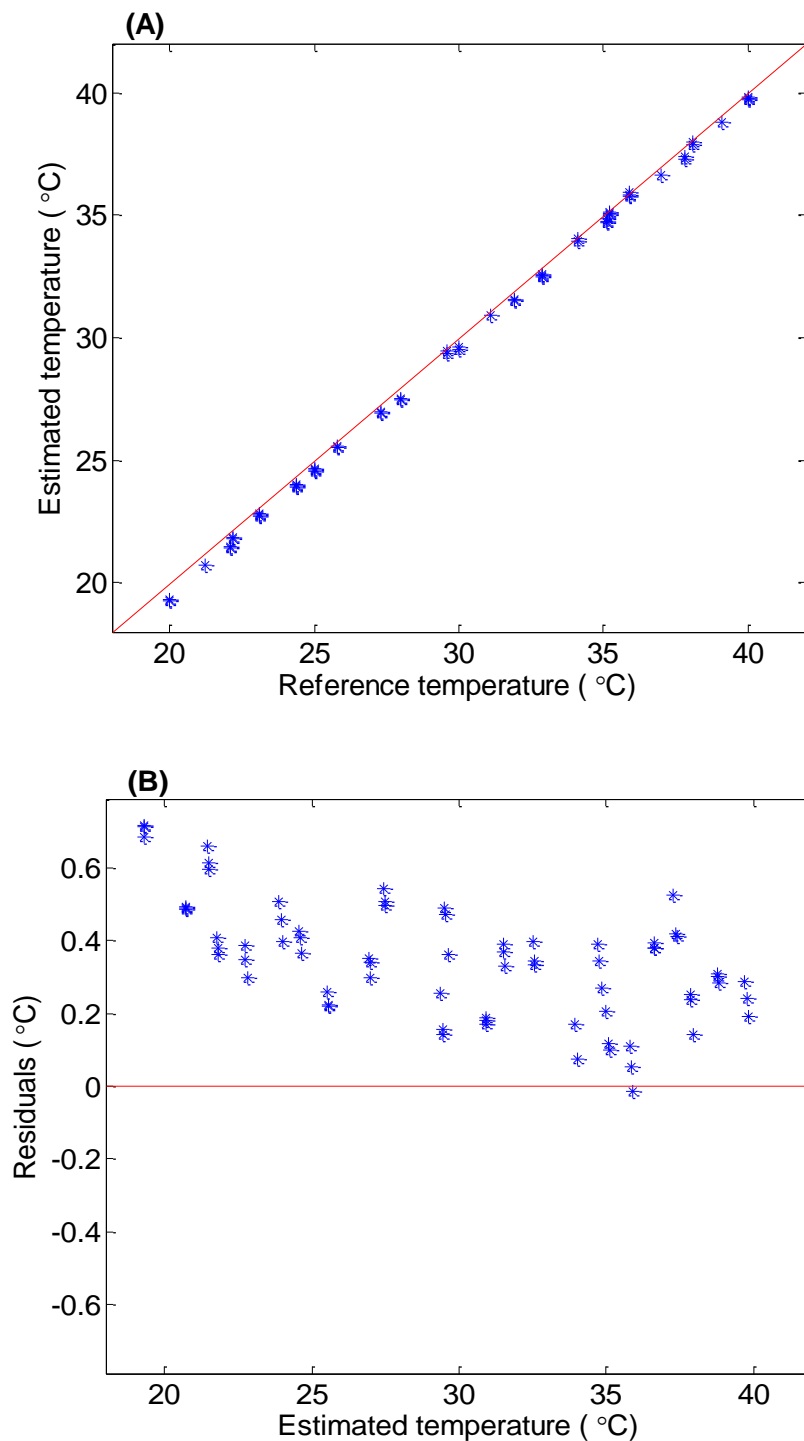 (A)
Estimated temperature ( °C)
40
35
30
25
20
20 25 30 35 40
Reference temperature ( °C)
(B)
Residuals ( °C)
0.6
0.4
0.2
0
-0.2
-0.4
-0.6
20 25 30 35 40
Estimated temperature ( °C)